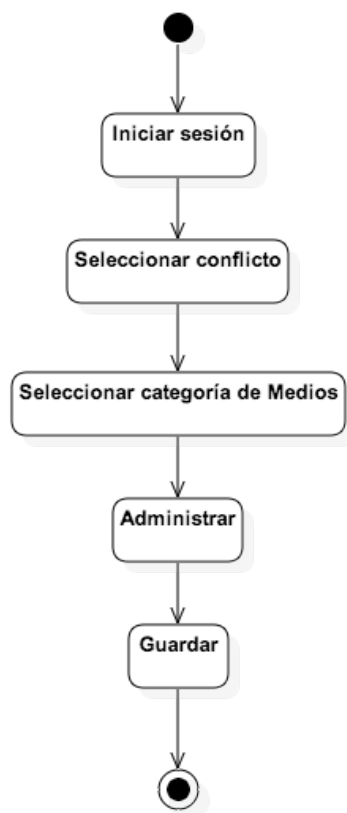 Iniciar sesión
Seleccionar conflicto
Seleccionar categoría de Medios
Administrar
Guardar